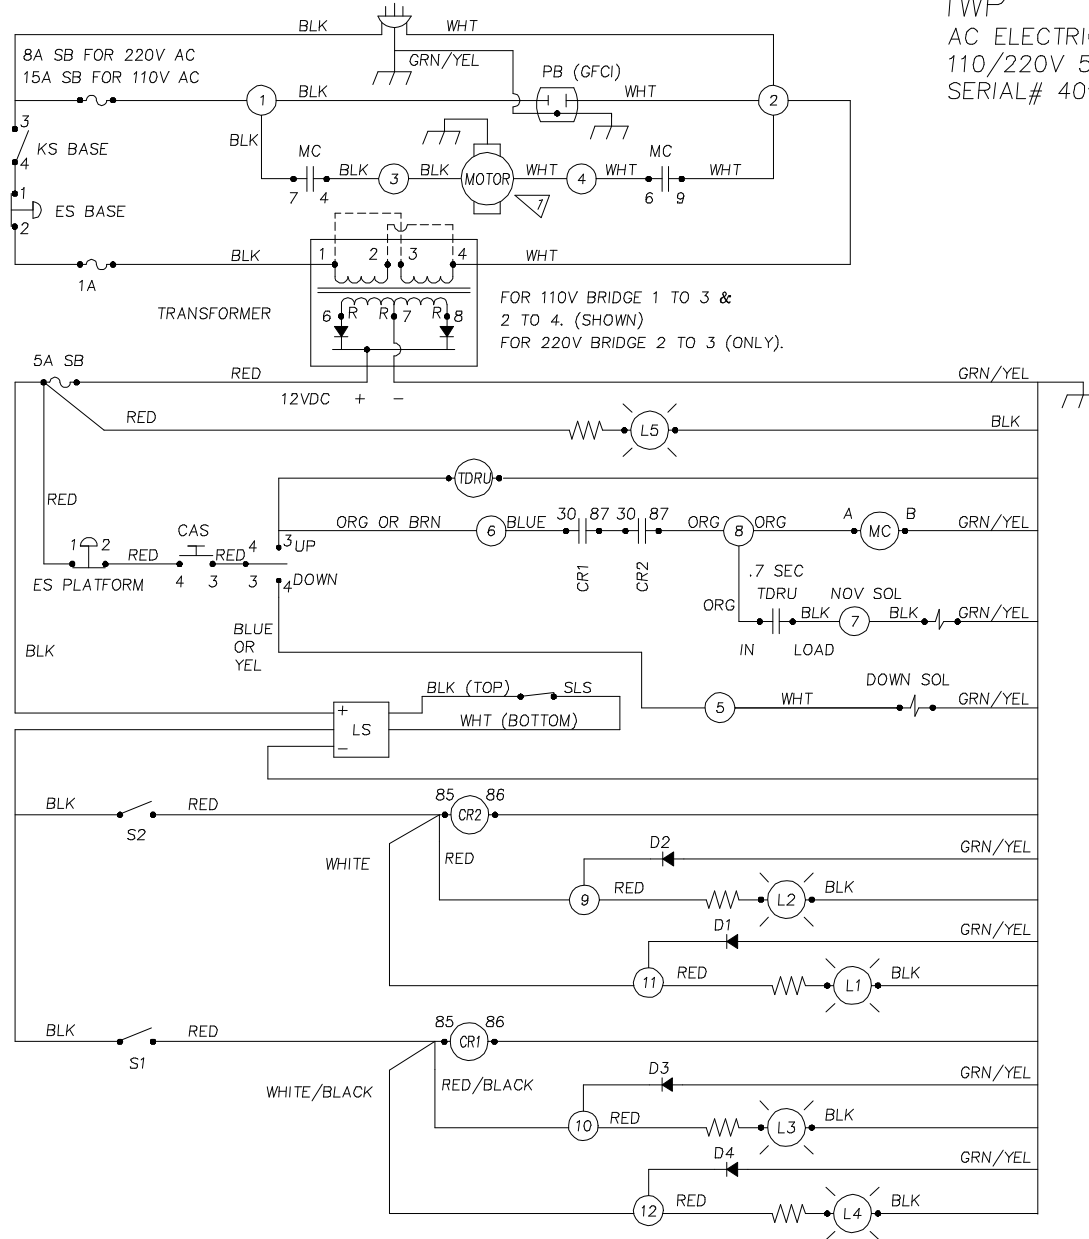 IWP
AC ELECTRI
110/220V 5
SERIAL# 40
BLK
WHT
8A SB FOR 220V AC
15A SB FOR 110V AC
GRN/YEL
PB (GFCI)
1
BLK
WHT
2
3
4
KS BASE
BLK
MC
BLK
3
BLK
MOTOR
WHT
4
WHT
MC
WHT
7
4
6
9
1
1
ES BASE
2
1A
BLK
1
2
3
4
WHT
TRANSFORMER
6
R
R
7
R
8
FOR 110V BRIDGE 1 TO 3 &
2 TO 4. (SHOWN)
FOR 220V BRIDGE 2 TO 3 (ONLY).
5A SB
RED
12VDC
+
-
GRN/YEL
RED
L5
BLK
TDRU
RED
ORG OR BRN
6
BLUE
30
87
30
87
ORG
8
ORG
A
MC
B
GRN/YEL
CR1
CR2
1
2
ES PLATFORM
RED
CAS
4
3
RED
4
3
3
UP
4
DOWN
.7 SEC
TDRU
NOV SOL
ORG
BLK
7
BLK
GRN/YEL
IN
LOAD
BLUE
OR
YEL
BLK
BLK (TOP)
SLS
WHT (BOTTOM)
+
LS
-
5
WHT
DOWN SOL
GRN/YEL
BLK
S2
RED
85
CR2
86
WHITE
RED
D2
GRN/YEL
9
RED
L2
BLK
D1
GRN/YEL
11
RED
L1
BLK
BLK
S1
RED
85
CR1
86
WHITE/BLACK
RED/BLACK
D3
GRN/YEL
10
RED
L3
BLK
D4
GRN/YEL
12
RED
L4
BLK